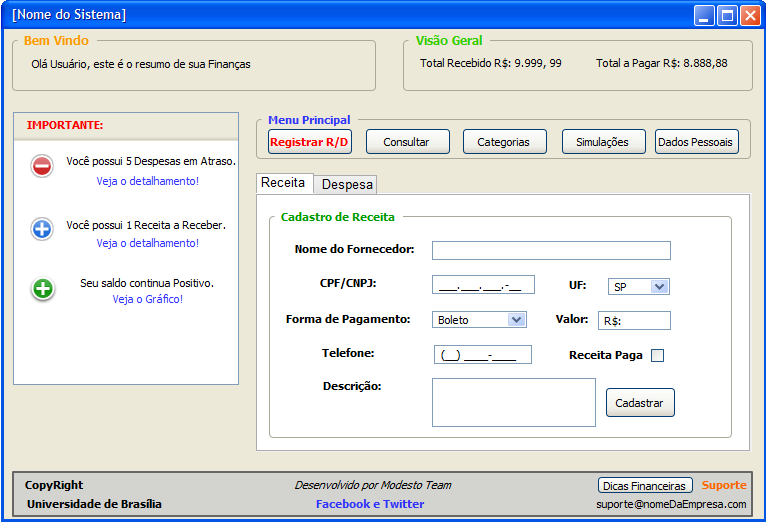 [Nome do Sistema]
Bem Vindo
Olá Usuário, este é o resumo de sua Finanças
Visão Geral
Total Recebido R$: 9.999, 99
Total a Pagar R$: 8.888,88
IMPORTANTE:
Você possui 5 Despesas em Atraso.
Veja o detalhamento!
Você possui 1 Receita a Receber.
Veja o detalhamento!
Seu saldo continua Positivo.
Veja o Gráfico!
Menu Principal
Registrar R/D
Consultar
Categorias
Simulações
Dados Pessoais
Receita
Despesa
Cadastro de Receita
Nome do Fornecedor:
CPF/CNPJ:
___.___.___.-__
UF:
SP
Forma de Pagamento:
Boleto
Valor:
R$:
Telefone:
(__) ____-____
Receita Paga
Descrição:
Cadastrar
CopyRight
Universidade de Brasília
Desenvolvido por Modesto Team
Facebook e Twitter
Dicas Financeiras
Suporte
suporte@nomeDaEmpresa.com